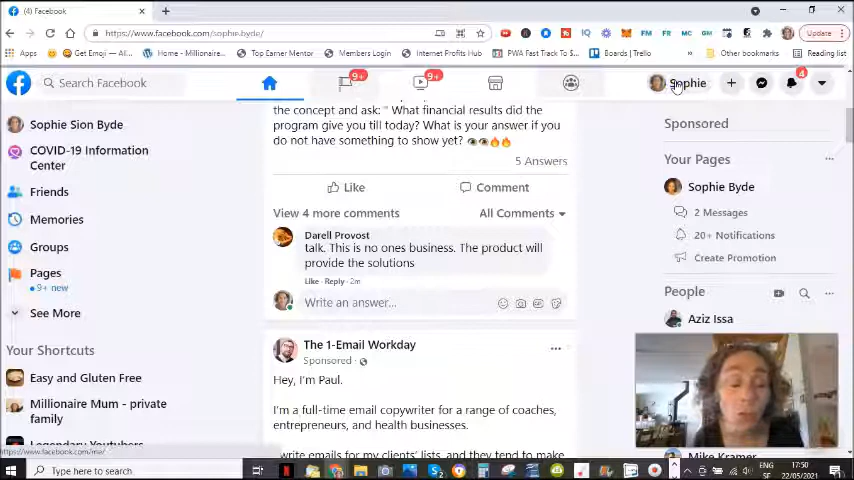 Facebook
https://www.facebook.com/sophie.byde/
Update
Apps
Get Emoji — Al...
Home - Millionaire...
Top Earner Mentor
Members Login
Internet Profits Hub
PWA Fast Track To $...
Boards | Trello
Other bookmarks
Reading list
Search Facebook
9+
9+
Sophie
4
Sophie Sion Byde
COVID-19 Information
Center
Friends
Memories
Groups
Pages
9+ new
See More
Your Shortcuts
Easy and Gluten Free
Millionaire Mum - private
family
Legendary Youtubers
https://www.facebook.com/me/
the concept and ask: " What financial results did the
program give you till today? What is your answer if you
do not have something to show yet?
5 Answers
Like
Comment
View 4 more comments
All Comments
Darell Provost
talk. This is no ones business. The product will
provide the solutions
Like · Reply · 2m
Write an answer...
The 1-Email Workday
Sponsored ·
Hey, I'm Paul.
I'm a full-time email copywriter for a range of coaches,
entrepreneurs, and health businesses.
I write emails for my clients' lists, and they tend to make
Sponsored
Your Pages
Sophie Byde
2 Messages
20+ Notifications
Create Promotion
People
Aziz Issa
Mike Kramer
Type here to search
ENG
SF
17:50
22/05/2021